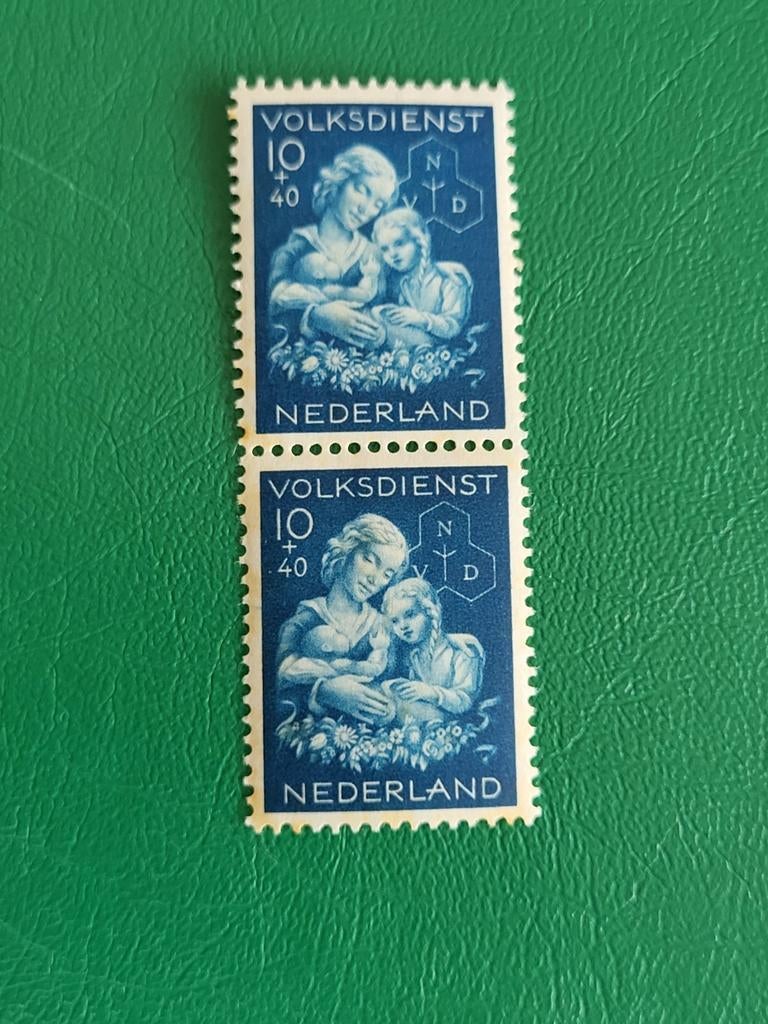 VOLKSDIENST
10
+
40
N
V D
NEDERLAND
VOLKSDIENST
10
+
40
N
V D
NEDERLAND